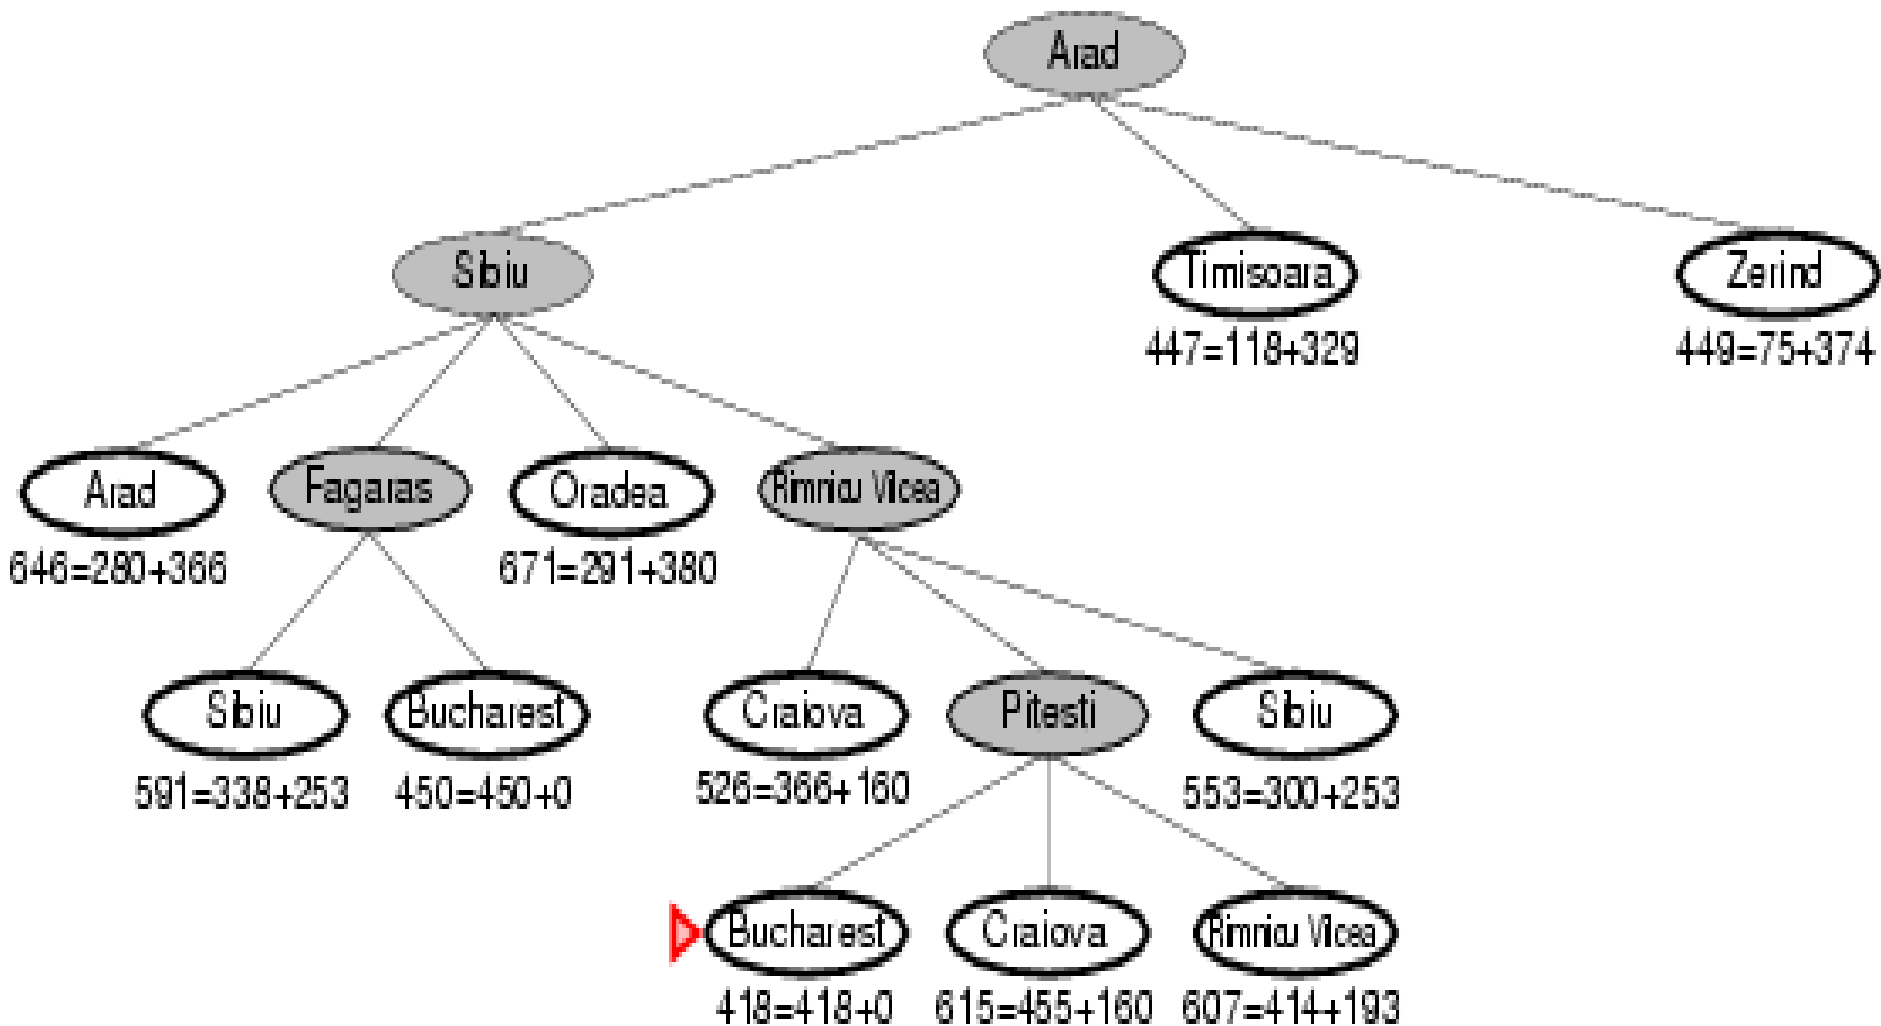 Arad
Sibiu
Timisoara
Zerind
447=118+329
449=75+374
Arad
Fagaras
Oradea
Rimnicu Vilcea
646=280+366
671=291+380
Sibiu
Bucharest
Craiova
Pitesti
Sibiu
591=338+253
450=450+0
526=366+160
553=300+253
Bucharest
Craiova
Rimnicu Vilcea
418=418+0
615=455+160
607=414+193